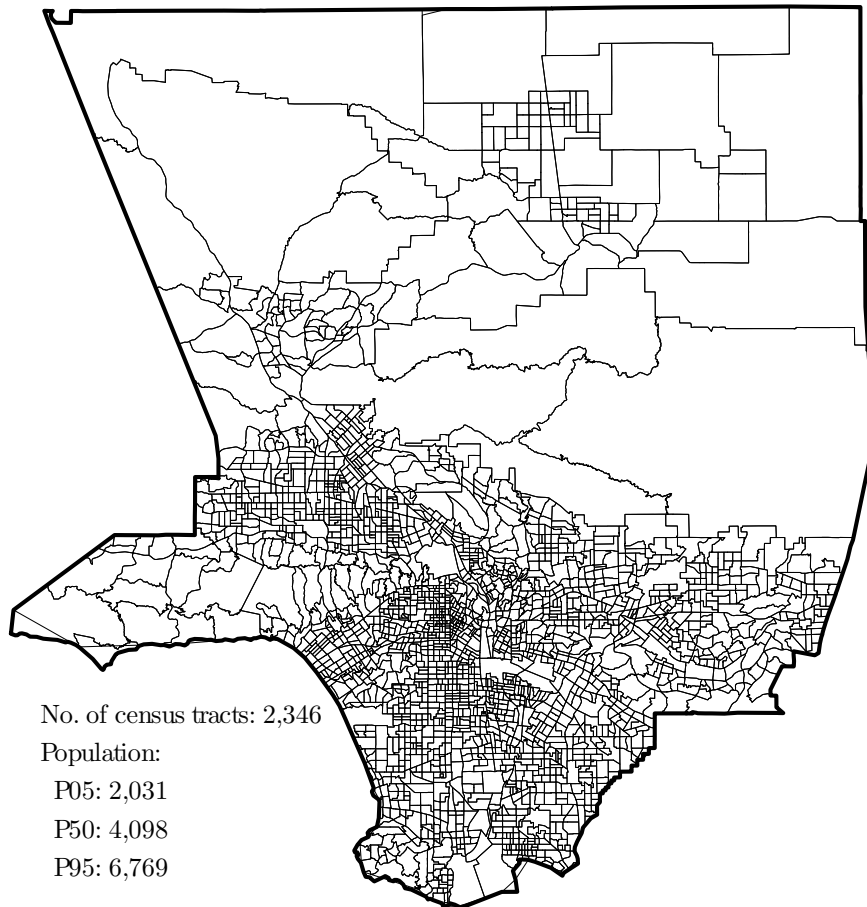 No. of census tracts: 2,346
Population:
P05: 2,031
P50: 4,098
P95: 6,769